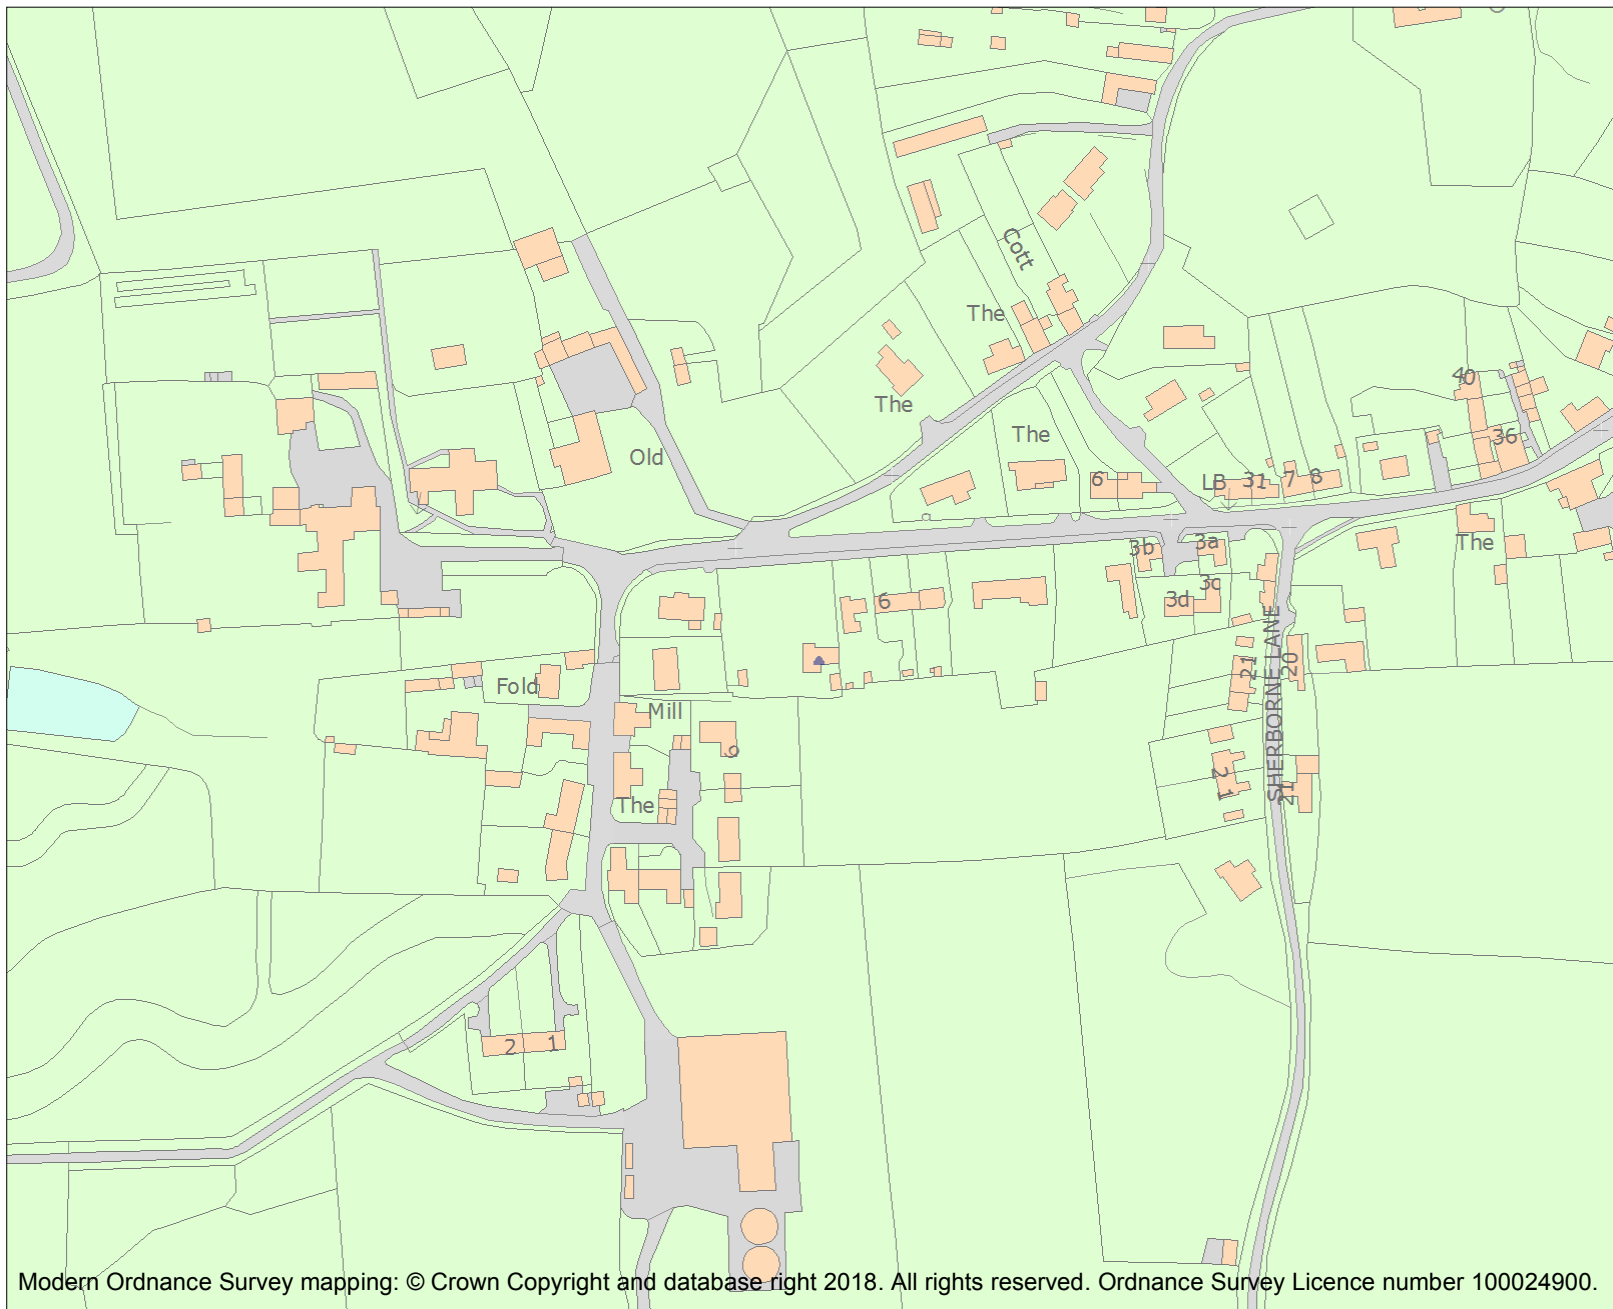 Cott
The
40
The
The
36
Old
6
LB
31
7
8
3b
3a
The
3c
6
3d
SHERBORNE LANE
21
20
Fold
Mill
9
2
1
21
The
2
1
Modern Ordnance Survey mapping: © Crown Copyright and database right 2018. All rights reserved. Ordnance Survey Licence number 100024900.